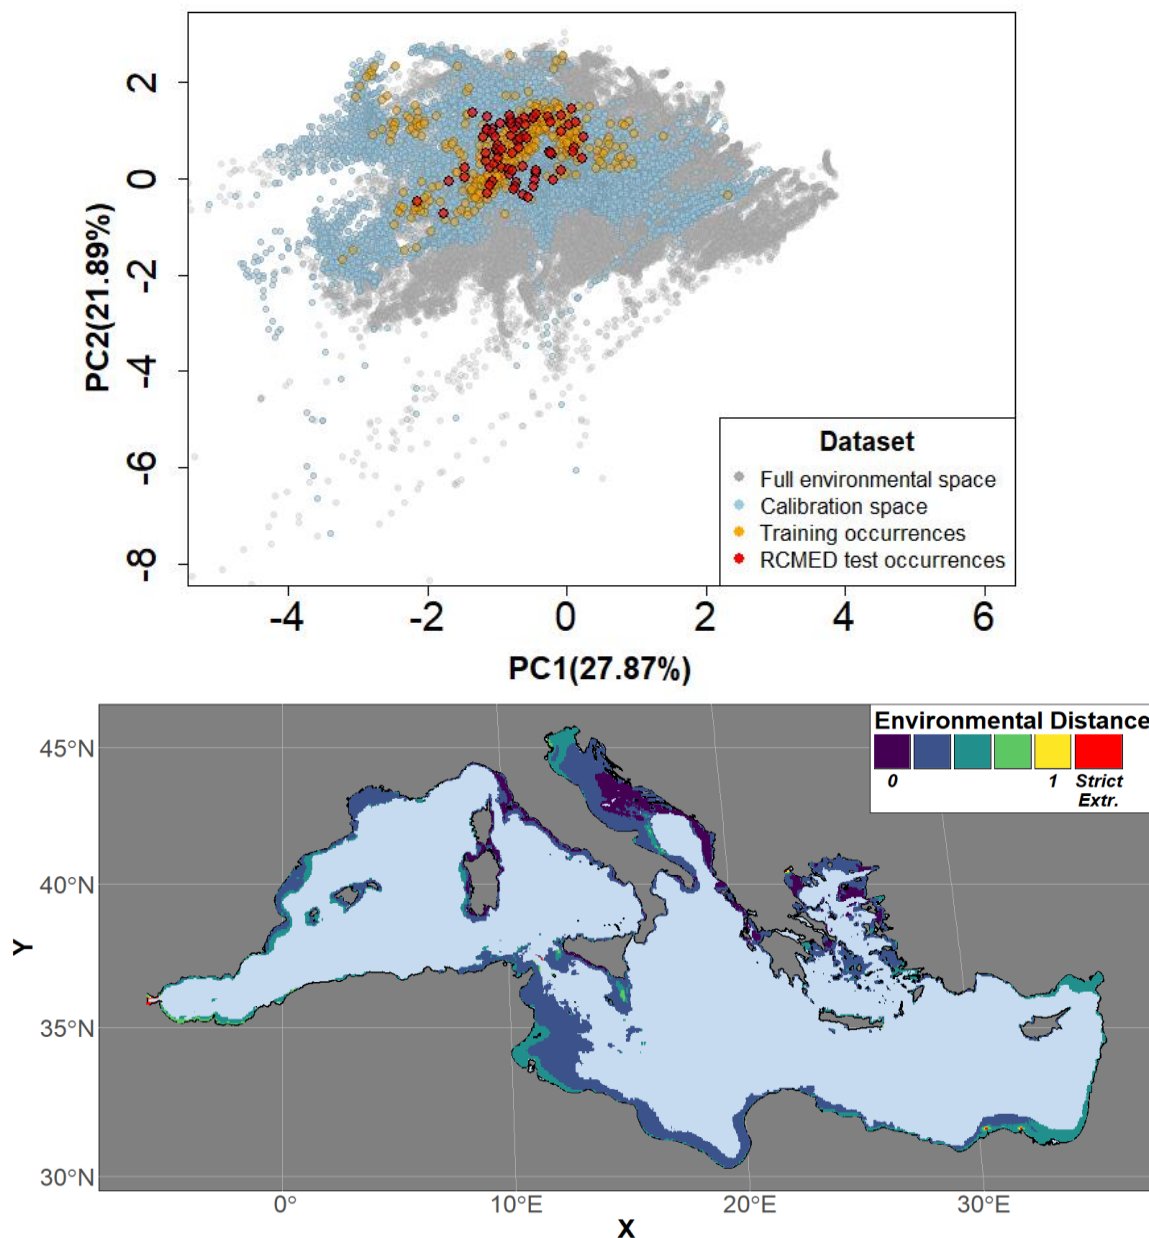 2
0
-2
-4
-6
-8
PC2(21.89%)
Dataset
Full environmental space
Calibration space
Training occurrences
RCMED test occurrences
-4 -2 0 2 4 6
PC1(27.87%)
Environmental Distance
0 1 Strict
Extr.
45°N
40°N
35°N
30°N
Y
0° 10°E 20°E 30°E
X